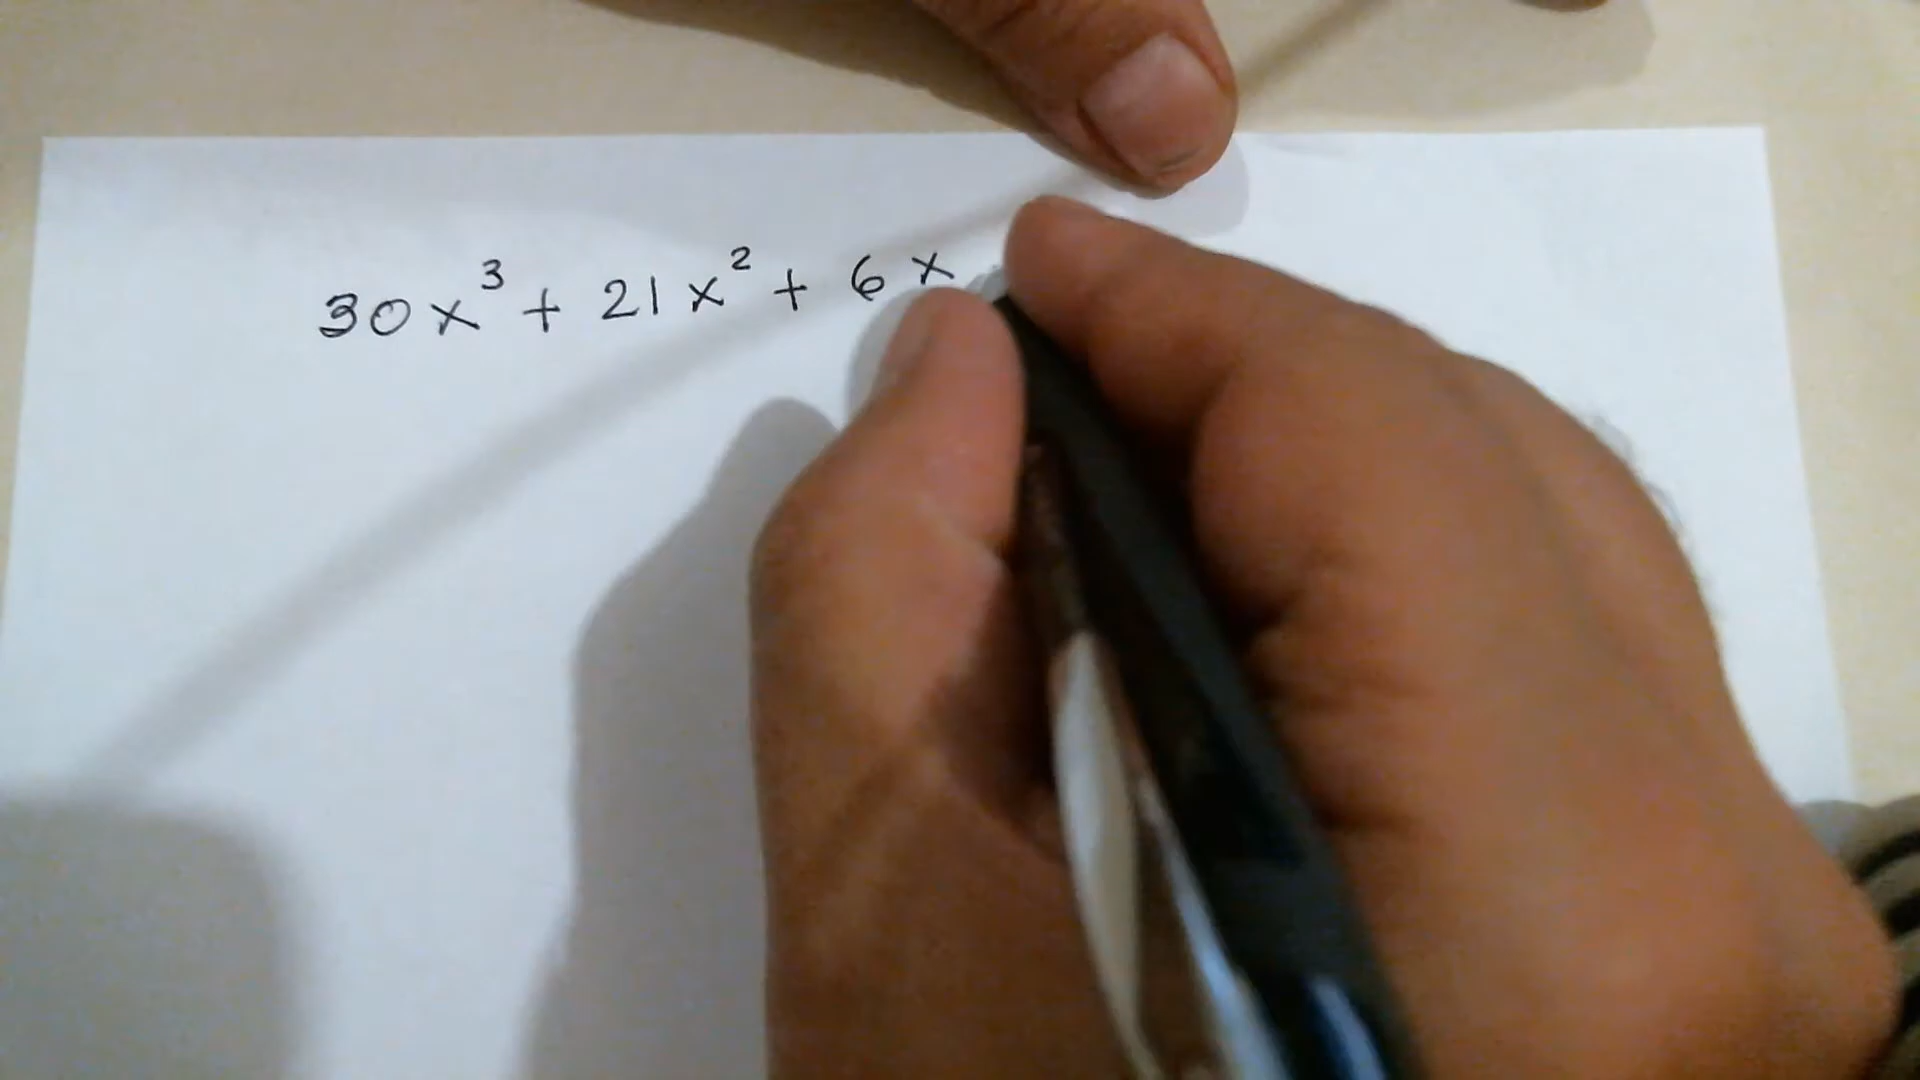 30x³ + 21x² + 6x